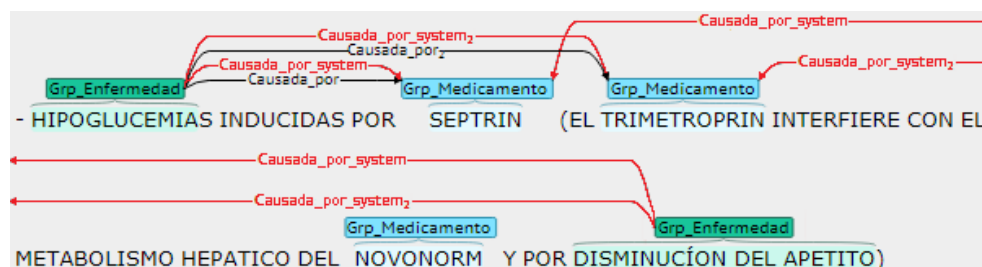 Causada_por_system
Causada_por_system₂
Causada_por₂
Causada_por_system
Causada_por_system₂
Causada_por
Grp_Enfermedad Grp_Medicamento Grp_Medicamento
- HIPOGLUCEMIAS INDUCIDAS POR SEPTRIN (EL TRIMETROPRIN INTERFIERE CON EL
Causada_por_system
Causada_por_system₂
Grp_Medicamento Grp_Enfermedad
METABOLISMO HEPATICO DEL NOVONORM Y POR DISMINUCÍON DEL APETITO)